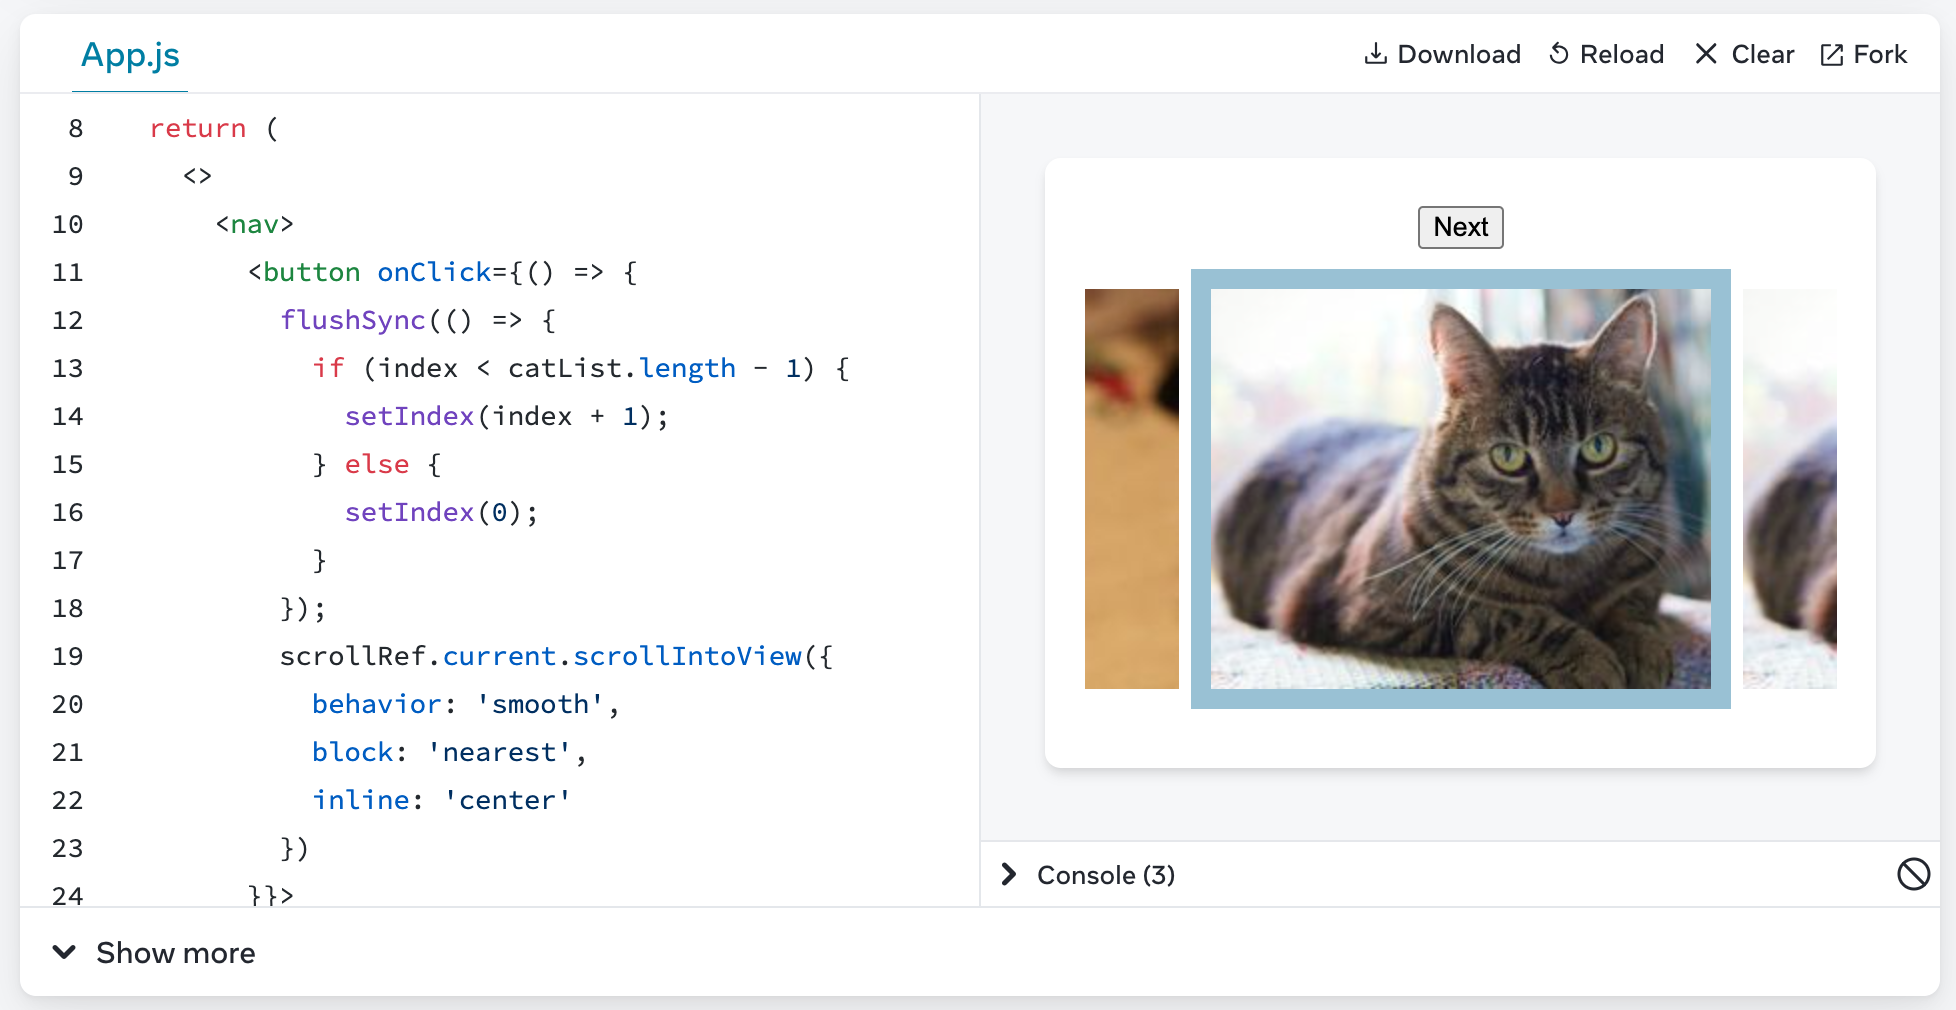 App.js
Download Reload Clear Fork
8 return (
9 <>
10 <nav>
11 <button onClick={() => {
12 flushSync(() => {
13 if (index < catList.length - 1) {
14 setIndex(index + 1);
15 } else {
16 setIndex(0);
17 }
18 });
19 scrollRef.current.scrollIntoView({
20 behavior: 'smooth',
21 block: 'nearest',
22 inline: 'center'
23 })
24 }}>
Next
Console (3)
Show more